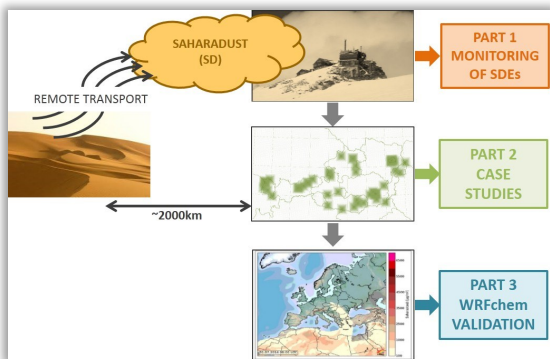 SAHARADUST
(SD)
REMOTE TRANSPORT
PART 1
MONITORING
OF SDEs
PART 2
CASE
STUDIES
~2000km
PART 3
WRFchem
VALIDATION